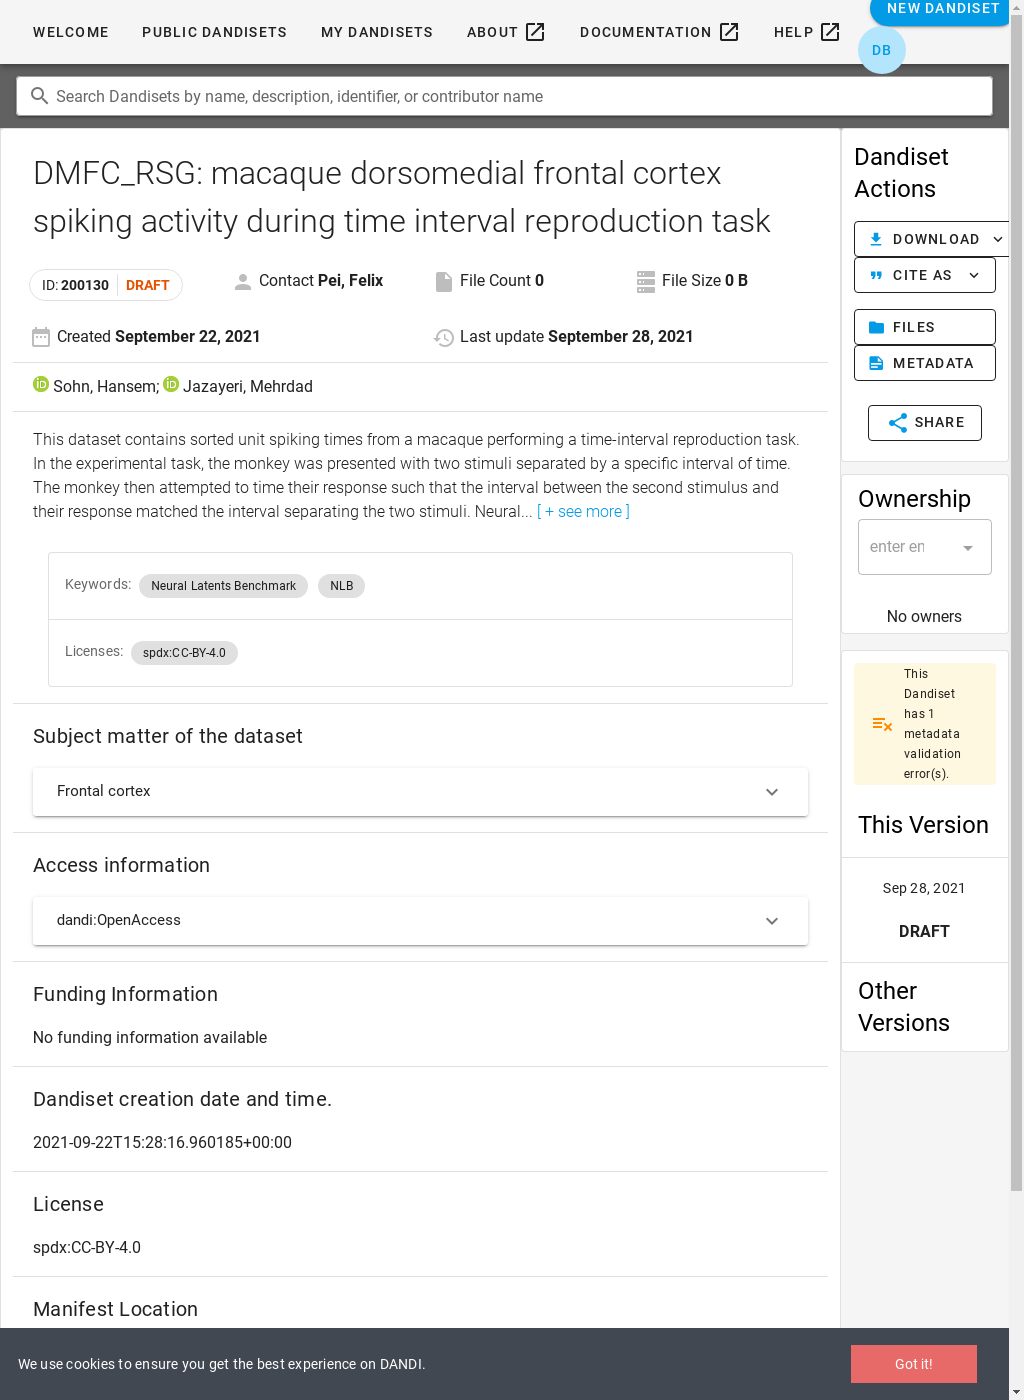 WELCOME PUBLIC DANDISETS MY DANDISETS ABOUT DOCUMENTATION HELP NEW DANDISET
DB
Search Dandisets by name, description, identifier, or contributor name
DMFC_RSG: macaque dorsomedial frontal cortex
spiking activity during time interval reproduction task
ID: 200130 DRAFT Contact Pei, Felix File Count 0 File Size 0 B
Created September 22, 2021 Last update September 28, 2021
iD Sohn, Hansem; iD Jazayeri, Mehrdad
This dataset contains sorted unit spiking times from a macaque performing a time-interval reproduction task.
In the experimental task, the monkey was presented with two stimuli separated by a specific interval of time.
The monkey then attempted to time their response such that the interval between the second stimulus and
their response matched the interval separating the two stimuli. Neural... [ + see more ]
Keywords: Neural Latents Benchmark NLB
Licenses: spdx:CC-BY-4.0
Subject matter of the dataset
Frontal cortex
Access information
dandi:OpenAccess
Funding Information
No funding information available
Dandiset creation date and time.
2021-09-22T15:28:16.960185+00:00
License
spdx:CC-BY-4.0
Manifest Location
Dandiset
Actions
DOWNLOAD
CITE AS
FILES
METADATA
SHARE
Ownership
enter en
No owners
This
Dandiset
has 1
metadata
validation
error(s).
This Version
Sep 28, 2021
DRAFT
Other
Versions
We use cookies to ensure you get the best experience on DANDI.
Got it!